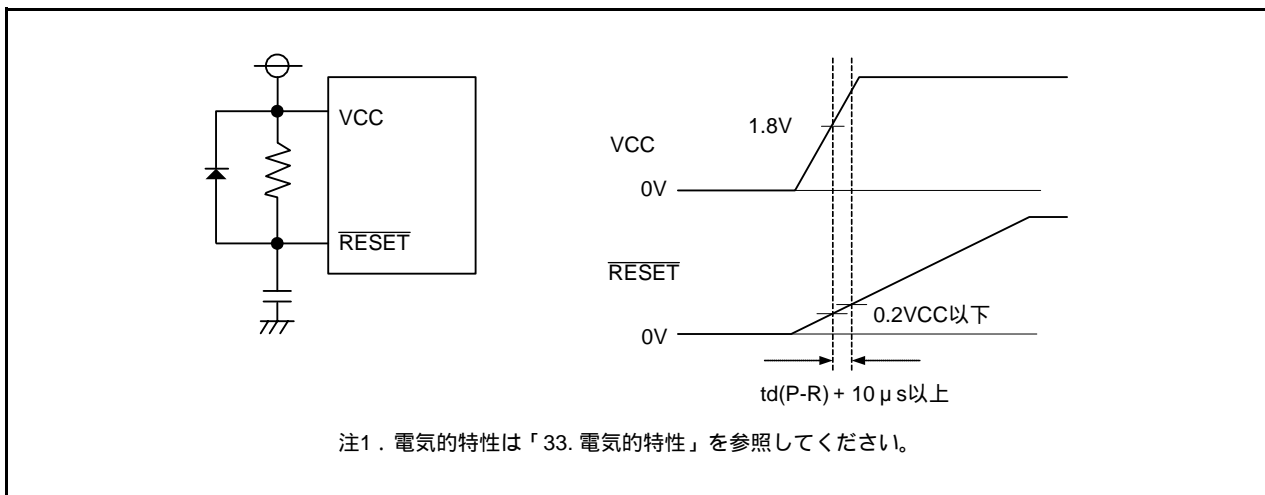 VCC
RESET
1.8V
VCC
0V
RESET
0.2VCC以下
0V
td(P-R) + 10 μ s以上
注1 . 電気的特性は「 33. 電気的特性」を参照してください。